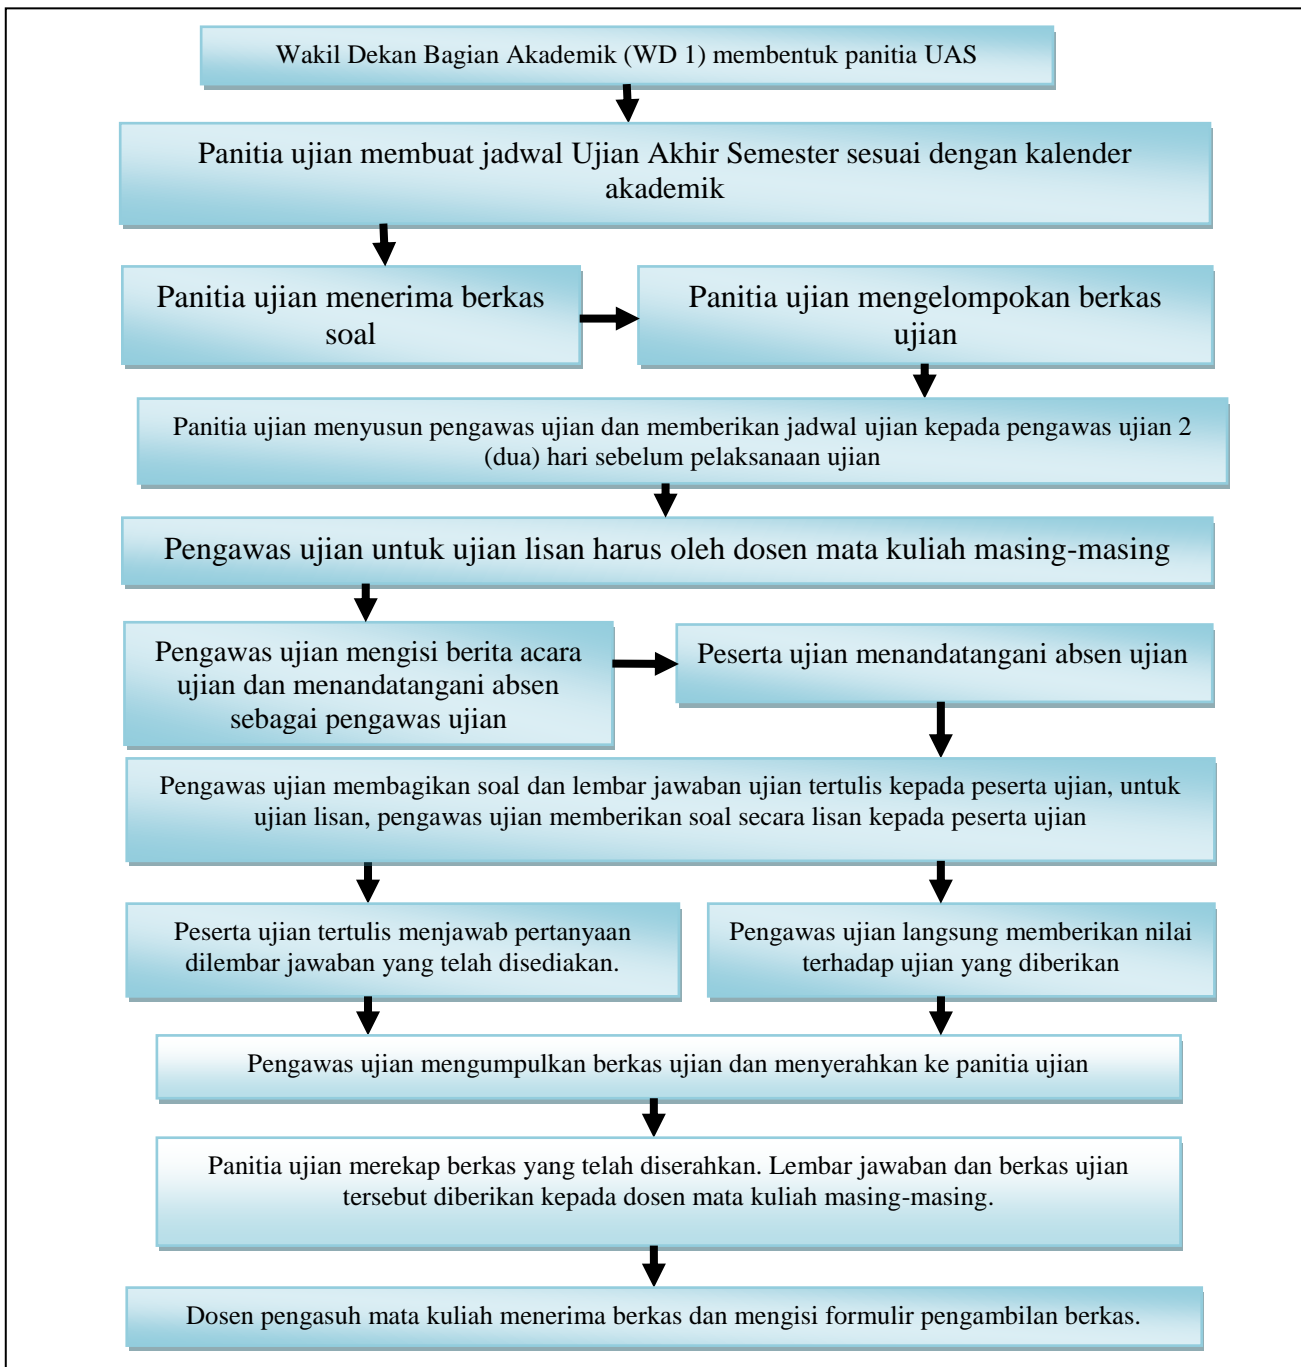 Wakil Dekan Bagian Akademik (WD 1) membentuk panitia UAS
Panitia ujian membuat jadwal Ujian Akhir Semester sesuai dengan kalender
akademik
Panitia ujian menerima berkas
soal
Panitia ujian mengelompokan berkas
ujian
Panitia ujian menyusun pengawas ujian dan memberikan jadwal ujian kepada pengawas ujian 2
(dua) hari sebelum pelaksanaan ujian
Pengawas ujian untuk ujian lisan harus oleh dosen mata kuliah masing-masing
Pengawas ujian mengisi berita acara
ujian dan menandatangani absen
sebagai pengawas ujian
Peserta ujian menandatangani absen ujian
Pengawas ujian membagikan soal dan lembar jawaban ujian tertulis kepada peserta ujian, untuk
ujian lisan, pengawas ujian memberikan soal secara lisan kepada peserta ujian
Peserta ujian tertulis menjawab pertanyaan
dilembar jawaban yang telah disediakan.
Pengawas ujian langsung memberikan nilai
terhadap ujian yang diberikan
Pengawas ujian mengumpulkan berkas ujian dan menyerahkan ke panitia ujian
Panitia ujian merekap berkas yang telah diserahkan. Lembar jawaban dan berkas ujian
tersebut diberikan kepada dosen mata kuliah masing-masing.
Dosen pengasuh mata kuliah menerima berkas dan mengisi formulir pengambilan berkas.